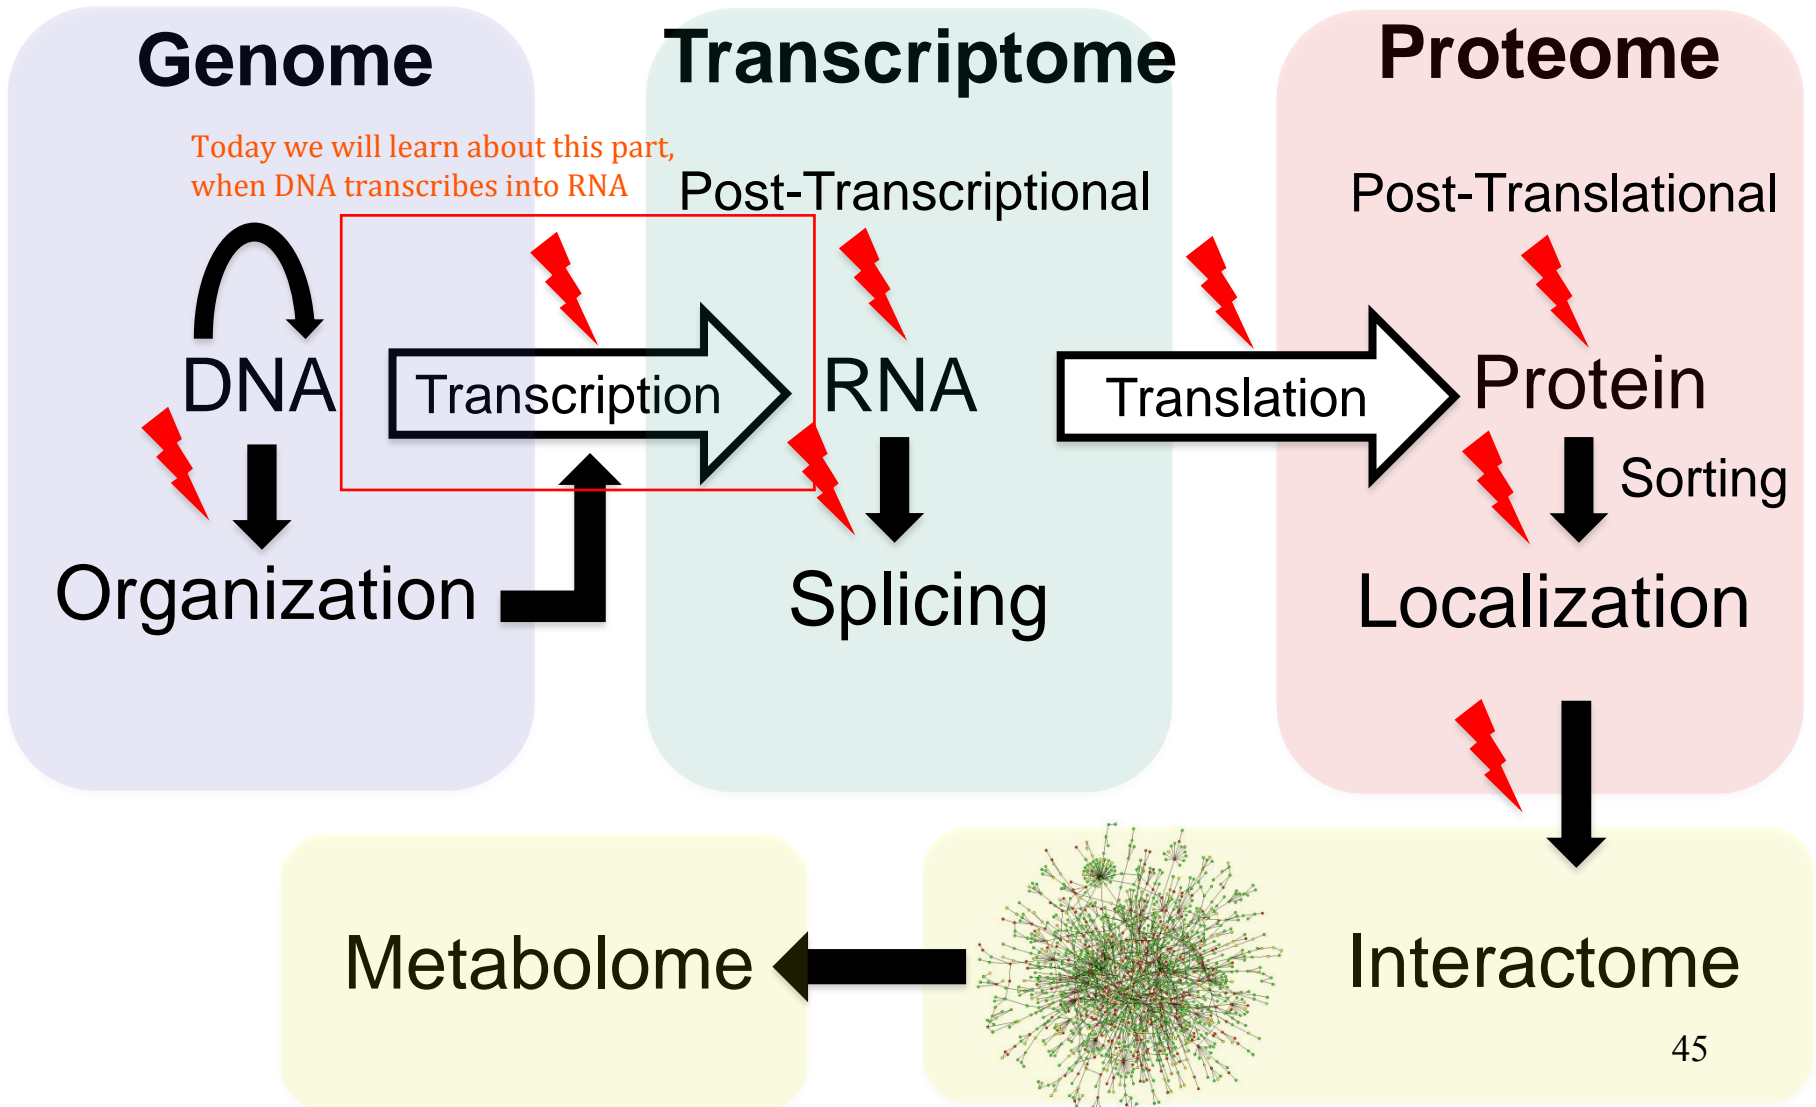 Genome
Transcriptome
Proteome
Today we will learn about this part,
when DNA transcribes into RNA
Post-Transcriptional
Post-Translational
DNA
Transcription
RNA
Translation
Protein
Sorting
Organization
Splicing
Localization
Metabolome
Interactome
45